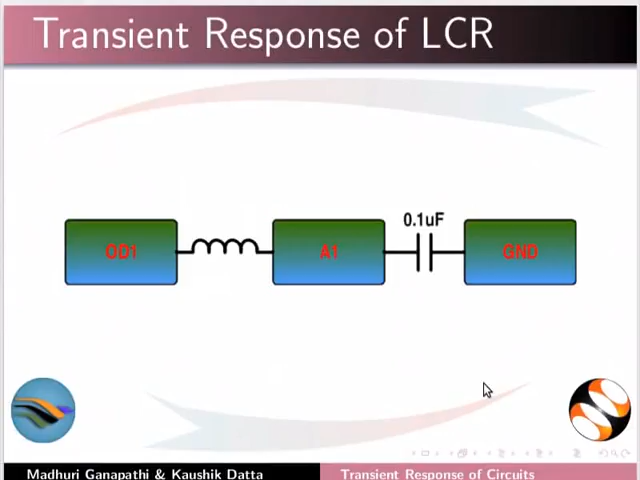 Transient Response of LCR
0.1uF
OD1 A1 GND
Madhuri Ganapathi & Kaushik Datta Transient Response of Circuits